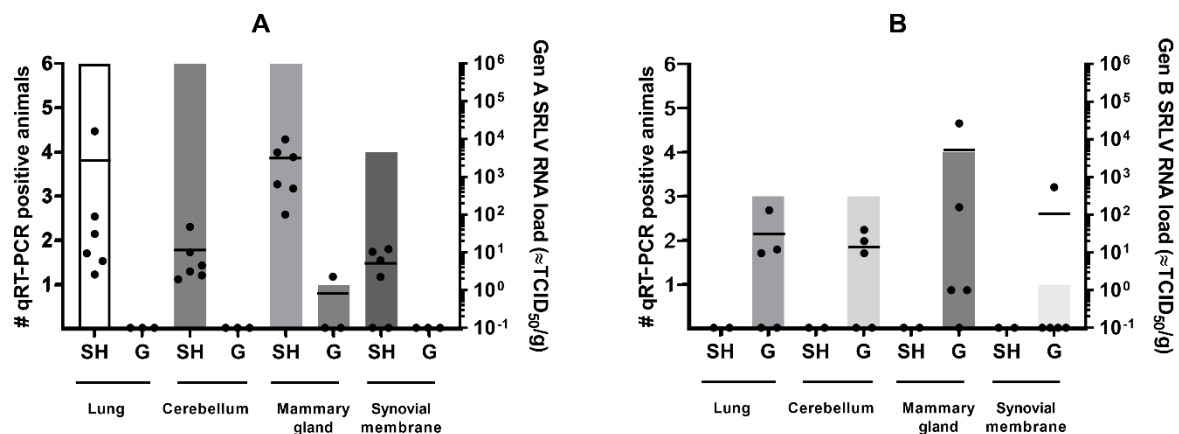 A
# qRT-PCR positive animals
6
5
4
3
2
1
10^6
10^5
10^4
10^3
10^2
10^1
10^0
10^-1
Gen A SRLV RNA load (≈TCID50/g)
SH G SH G SH G SH G
Lung Cerebellum Mammary gland Synovial membrane
B
# qRT-PCR positive animals
6
5
4
3
2
1
10^6
10^5
10^4
10^3
10^2
10^1
10^0
10^-1
Gen B SRLV RNA load (≈TCID50/g)
SH G SH G SH G SH G
Lung Cerebellum Mammary gland Synovial membrane